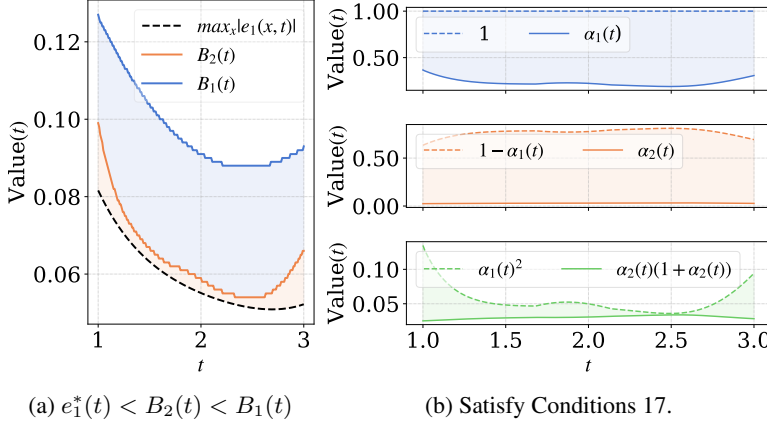 max_x|e_1(x, t)|
B_2(t)
B_1(t)
0.12
0.10
0.08
0.06
Value(t)
1
2
3
t
(a) e_1^*(t) < B_2(t) < B_1(t)
1.00
0.50
Value(t)
1
α_1(t)
0.50
0.00
Value(t)
1−α_1(t)
α_2(t)
0.10
0.05
Value(t)
α_1(t)^2
α_2(t)(1+α_2(t))
1.0
1.5
2.0
2.5
3.0
t
(b) Satisfy Conditions 17.